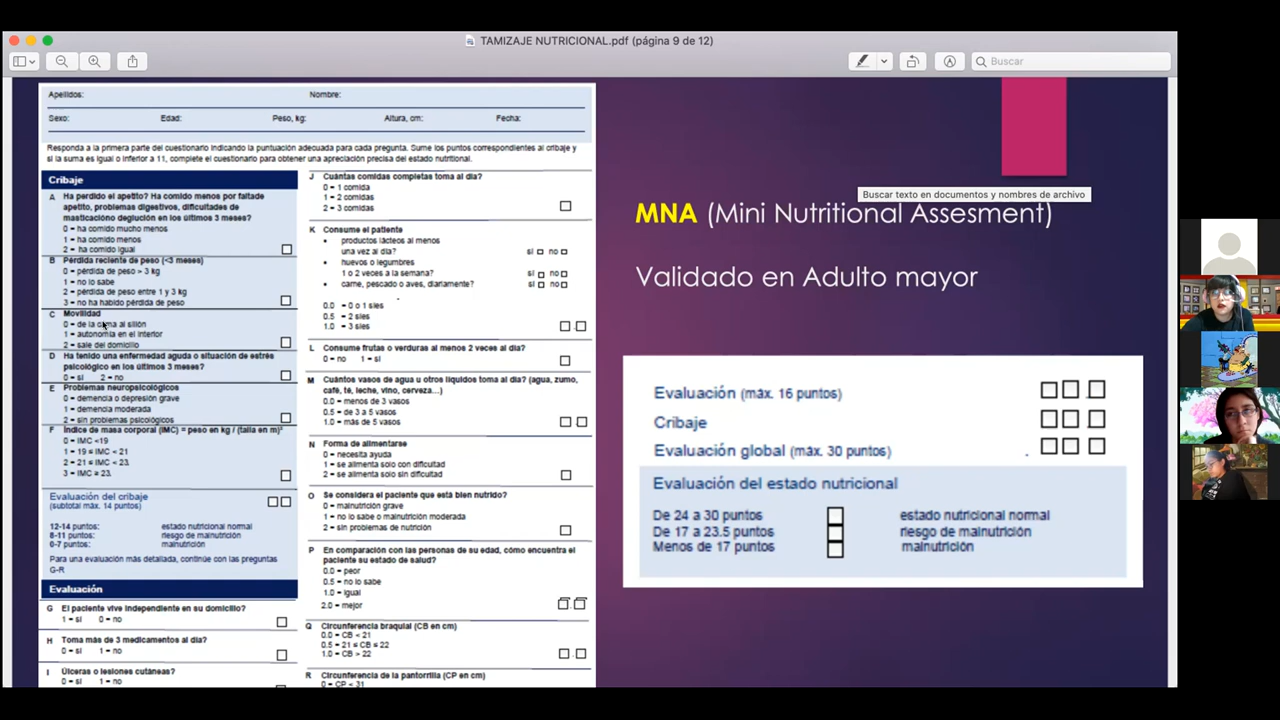 TAMIZAJE NUTRICIONAL.pdf (página 9 de 12)
Buscar
Apellidos: Nombre:
Sexo: Edad: Peso, kg: Altura, cm: Fecha:
Responda a la primera parte del cuestionario indicando la puntuación adecuada para cada pregunta. Sume los puntos correspondientes al cribaje y
si la suma es igual o inferior a 11, complete el cuestionario para obtener una apreciación precisa del estado nutricional.
Cribaje
A Ha perdido el apetito? Ha comido menos por faltade
apetito, problemas digestivos, dificultades de
masticacióno deglución en los últimos 3 meses?
0 = ha comido mucho menos
1 = ha comido menos
2 = ha comido igual
B Pérdida reciente de peso (<3 meses)
0 = pérdida de peso > 3 kg
1 = no lo sabe
2 = pérdida de peso entre 1 y 3 kg
3 = no ha habido pérdida de peso
C Movilidad
0 = de la cama al sillón
1 = autonomía en el interior
2 = sale del domicilio
D Ha tenido una enfermedad aguda o situación de estrés
psicológico en los últimos 3 meses?
0 = si 2 = no
E Problemas neuropsicológicos
0 = demencia o depresión grave
1 = demencia moderada
2 = sin problemas psicológicos
F Índice de masa corporal (IMC) = peso en kg / (talla en m)²
0 = IMC <19
1 = 19 ≤ IMC < 21
2 = 21 ≤ IMC < 23.
3 = IMC ≥ 23.
Evaluación del cribaje
(subtotal máx. 14 puntos)
12-14 puntos: estado nutricional normal
8-11 puntos: riesgo de malnutrición
0-7 puntos: malnutrición
Para una evaluación más detallada, continúe con las preguntas
G-R
Evaluación
G El paciente vive independiente en su domicilio?
1 = si 0 = no
H Toma más de 3 medicamentos al día?
0 = si 1 = no
I Úlceras o lesiones cutáneas?
0 = si 1 = no
J Cuántas comidas completas toma al día?
0 = 1 comida
1 = 2 comidas
2 = 3 comidas
K Consume el patiente
• productos lácteos al menos
una vez al día? si no
• huevos o legumbres
1 o 2 veces a la semana? si no
• carne, pescado o aves, diariamente? si no
0.0 = 0 o 1 síes
0.5 = 2 síes
1.0 = 3 síes
L Consume frutas o verduras al menos 2 veces al día?
0 = no 1 = si
M Cuántos vasos de agua u otros líquidos toma al día? (agua, zumo,
café, té, leche, vino, cerveza...)
0.0 = menos de 3 vasos
0.5 = de 3 a 5 vasos
1.0 = más de 5 vasos
N Forma de alimentarse
0 = necesita ayuda
1 = se alimenta solo con dificultad
2 = se alimenta solo sin dificultad
O Se considera el paciente que está bien nutrido?
0 = malnutrición grave
1 = no lo sabe o malnutrición moderada
2 = sin problemas de nutrición
P En comparación con las personas de su edad, cómo encuentra el
paciente su estado de salud?
0.0 = peor
0.5 = no lo sabe
1.0 = igual
2.0 = mejor
Q Circunferencia braquial (CB en cm)
0.0 = CB < 21
0.5 = 21 ≤ CB ≤ 22
1.0 = CB > 22
R Circunferencia de la pantorrilla (CP en cm)
0 = CP < 31
Buscar texto en documentos y nombres de archivo
MNA (Mini Nutritional Assesment)
Validado en Adulto mayor
Evaluación (máx. 16 puntos)
Cribaje
Evaluación global (máx. 30 puntos)
Evaluación del estado nutricional
De 24 a 30 puntos estado nutricional normal
De 17 a 23.5 puntos riesgo de malnutrición
Menos de 17 puntos malnutrición